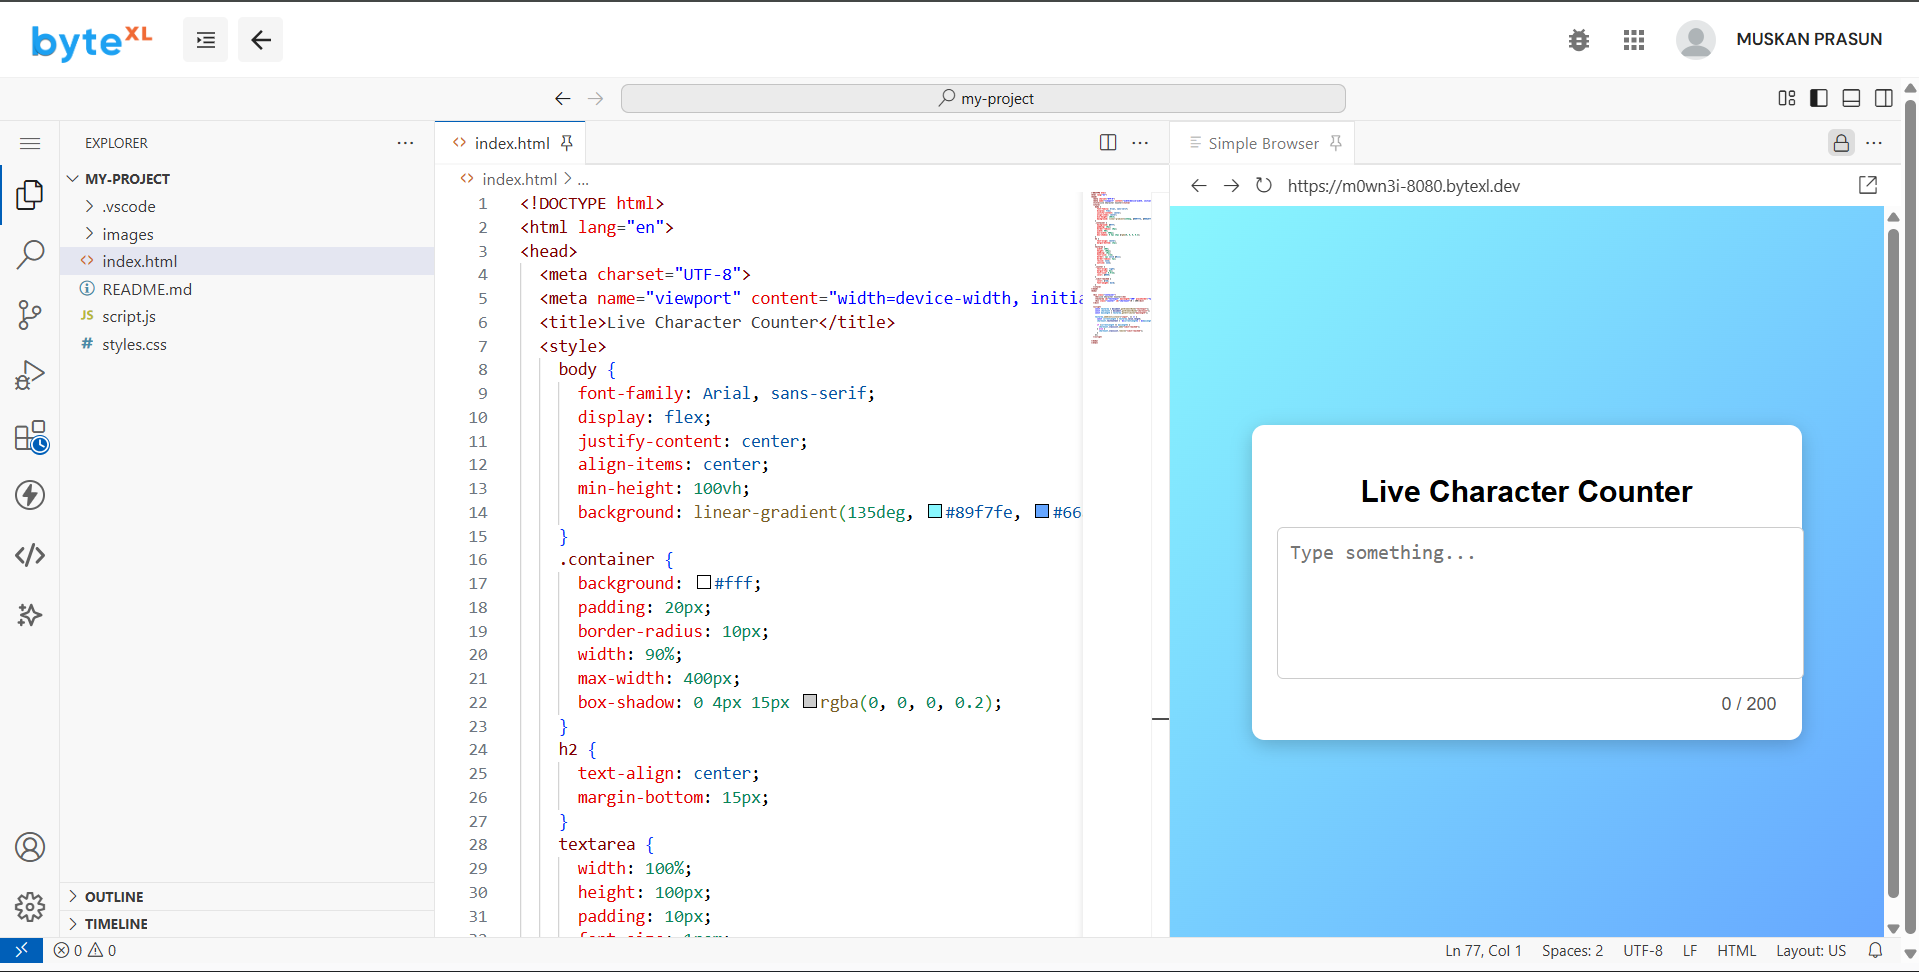 byteXL
MUSKAN PRASUN
my-project
EXPLORER
MY-PROJECT
.vscode
images
<> index.html
README.md
JS script.js
# styles.css
OUTLINE
TIMELINE
<> index.html
<> index.html > ...
1 <!DOCTYPE html>
2 <html lang="en">
3 <head>
4 <meta charset="UTF-8">
5 <meta name="viewport" content="width=device-width, initia
6 <title>Live Character Counter</title>
7 <style>
8 body {
9 font-family: Arial, sans-serif;
10 display: flex;
11 justify-content: center;
12 align-items: center;
13 min-height: 100vh;
14 background: linear-gradient(135deg, #89f7fe, #66
15 }
16 .container {
17 background: #fff;
18 padding: 20px;
19 border-radius: 10px;
20 width: 90%;
21 max-width: 400px;
22 box-shadow: 0 4px 15px rgba(0, 0, 0, 0.2);
23 }
24 h2 {
25 text-align: center;
26 margin-bottom: 15px;
27 }
28 textarea {
29 width: 100%;
30 height: 100px;
31 padding: 10px;
Simple Browser
https://m0wn3i-8080.bytexl.dev
Live Character Counter
Type something...
0 / 200
0 0
Ln 77, Col 1 Spaces: 2 UTF-8 LF HTML Layout: US